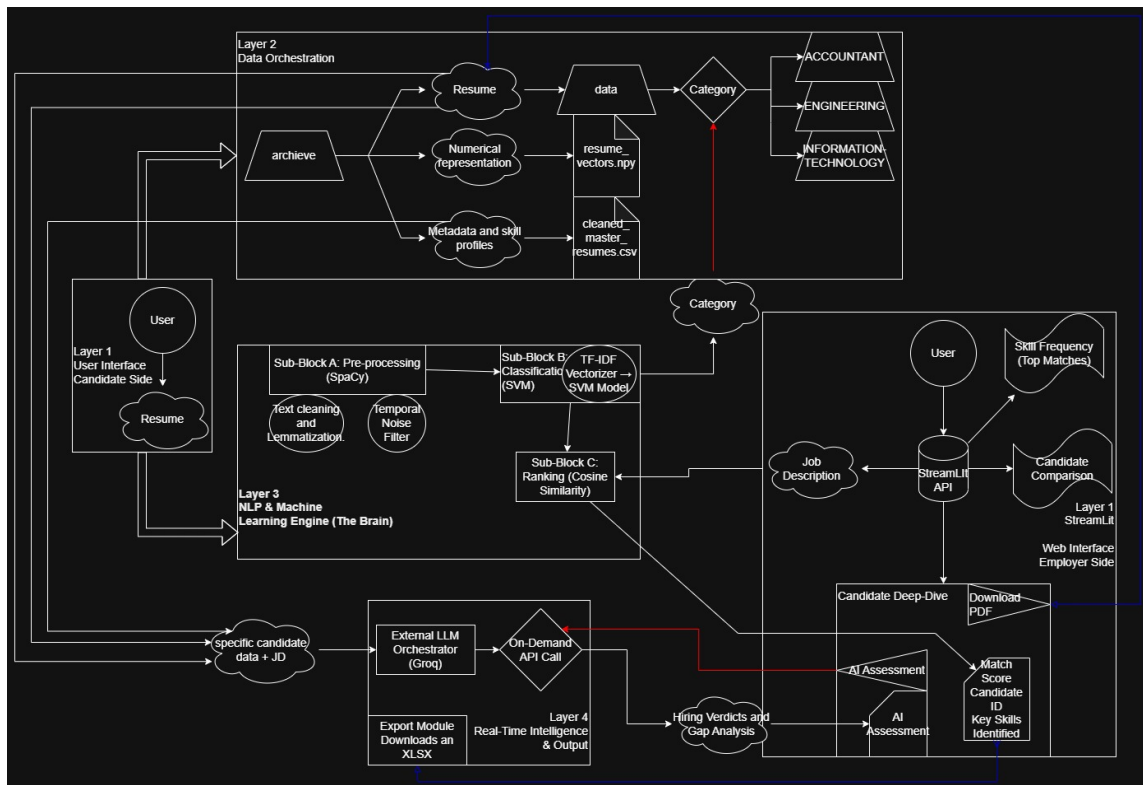 Layer 2
Data Orchestration
Resume
data
Category
ACCOUNTANT
ENGINEERING
INFORMATION-
TECHNOLOGY
archieve
Numerical
representation
resume_
vectors.npy
Metadata and skill
profiles
cleaned_
master_
resumes.csv
User
Layer 1
User Interface
Candidate Side
Resume
Category
Sub-Block A: Pre-processing
(SpaCy)
Sub-Block B:
Classification
(SVM)
TF-IDF
Vectorizer →
SVM Model
Text cleaning
and
Lemmatization.
Temporal
Noise
Filter
Sub-Block C:
Ranking (Cosine
Similarity)
Layer 3
NLP & Machine
Learning Engine (The Brain)
User
Skill Frequency
(Top Matches)
Job
Description
StreamLIt
API
Candidate
Comparison
Layer 1
StreamLit
Web Interface
Employer Side
Candidate Deep-Dive
Download
PDF
AI Assessment
AI
Assessment
Match
Score
Candidate
ID
Key Skills
Identified
specific candidate
data + JD
External LLM
Orchestrator
(Groq)
On-Demand
API Call
Layer 4
Real-Time Intelligence
& Output
Export Module
Downloads an
XLSX
Hiring Verdicts and
Gap Analysis